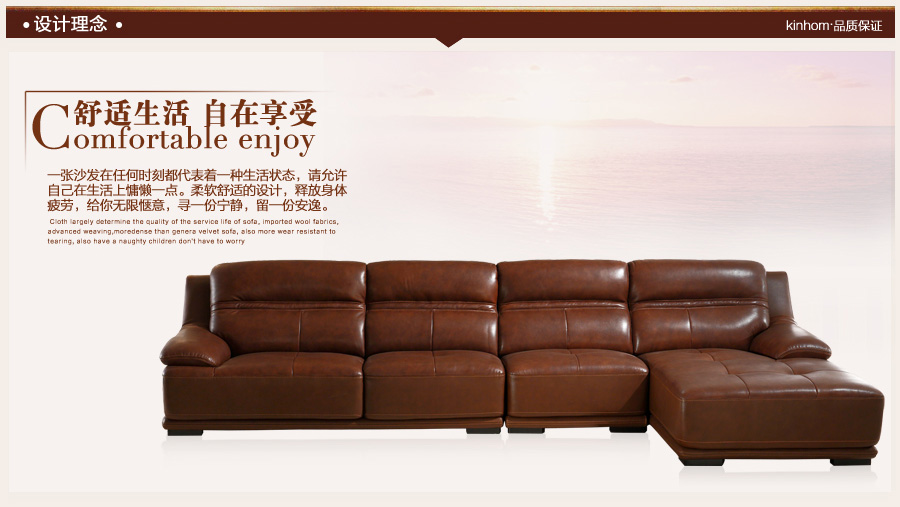 • 设计理念 •
kinhom·品质保证
舒适生活 自在享受
Comfortable enjoy
一张沙发在任何时刻都代表着一种生活状态，请允许
自己在生活上慵懒一点。柔软舒适的设计，释放身体
疲劳，给你无限惬意，寻一份宁静，留一份安逸。
Cloth largely determine the quality of the service life of sofa, imported wool fabrics,
advanced weaving,moredense than genera velvet sofa, also more wear resistant to
tearing, also have a naughty children don't have to worry